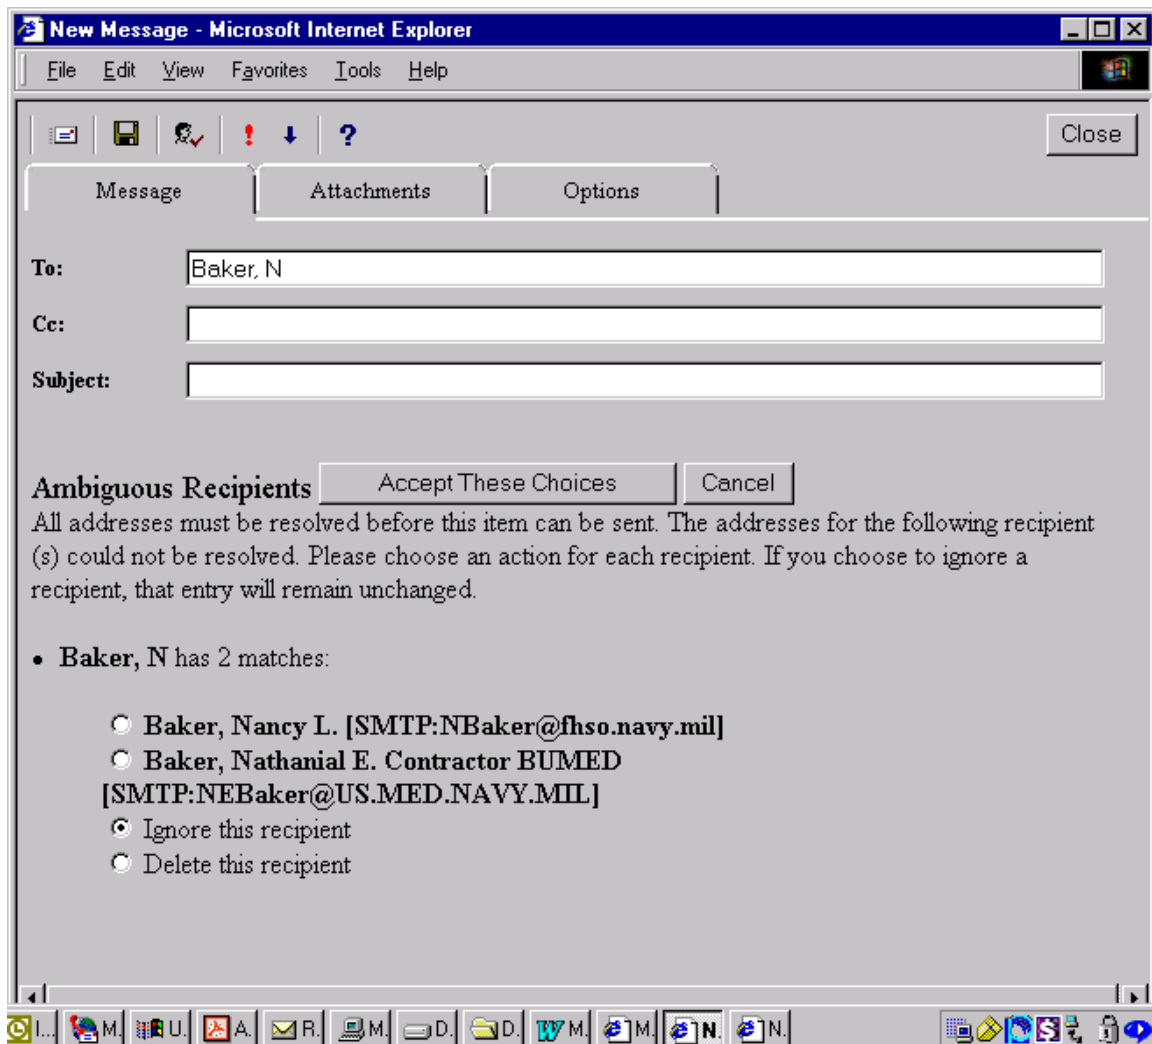 New Message - Microsoft Internet Explorer
File Edit View Favorites Tools Help
Close
Message Attachments Options
To: Baker, N
Cc:
Subject:
Ambiguous Recipients Accept These Choices Cancel
All addresses must be resolved before this item can be sent. The addresses for the following recipient
(s) could not be resolved. Please choose an action for each recipient. If you choose to ignore a
recipient, that entry will remain unchanged.
• Baker, N has 2 matches:
Baker, Nancy L. [SMTP:NBaker@fhso.navy.mil]
Baker, Nathanial E. Contractor BUMED
[SMTP:NEBaker@US.MED.NAVY.MIL]
Ignore this recipient
Delete this recipient
I... M. U. A. R. M. D. D. M. M. N. N.